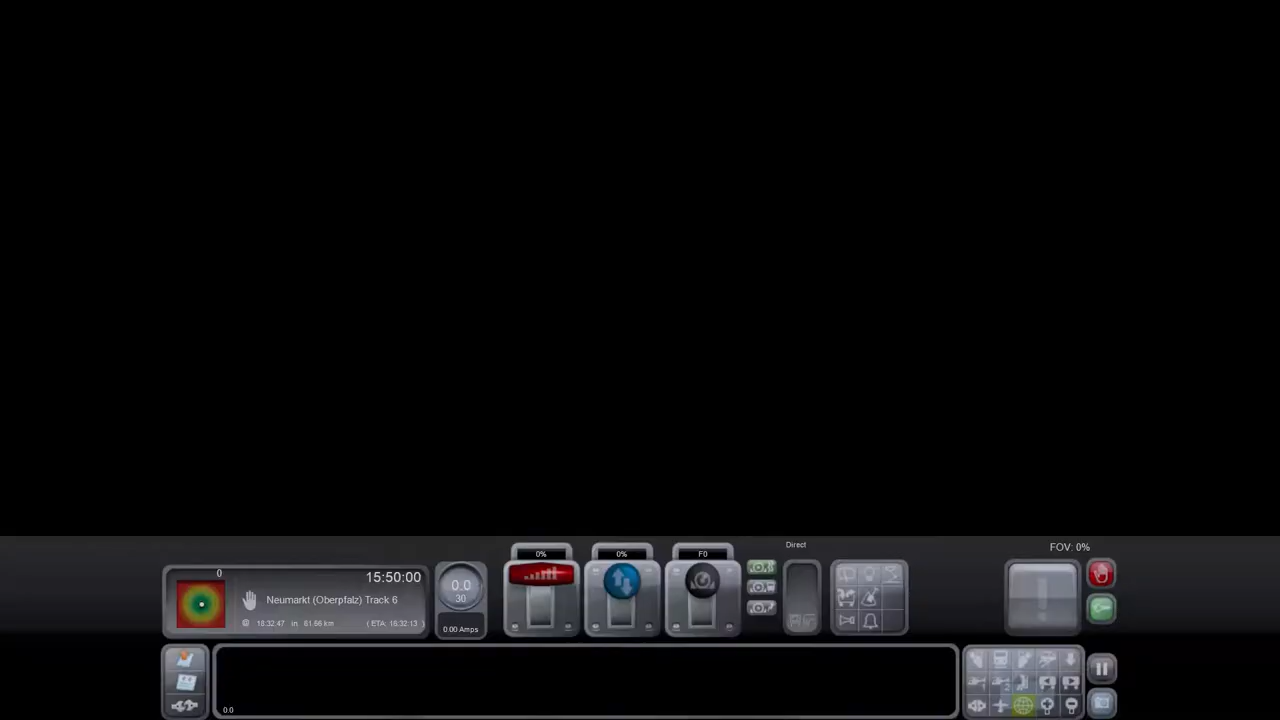 Direct
FOV: 0%
0% 0% F0
0 15:50:00
0.0
30
Neumarkt (Oberpfalz) Track 6
@ 18:32:47 in 61.56 km ( ETA: 18:32:13 )
0.00 Amps
0.0